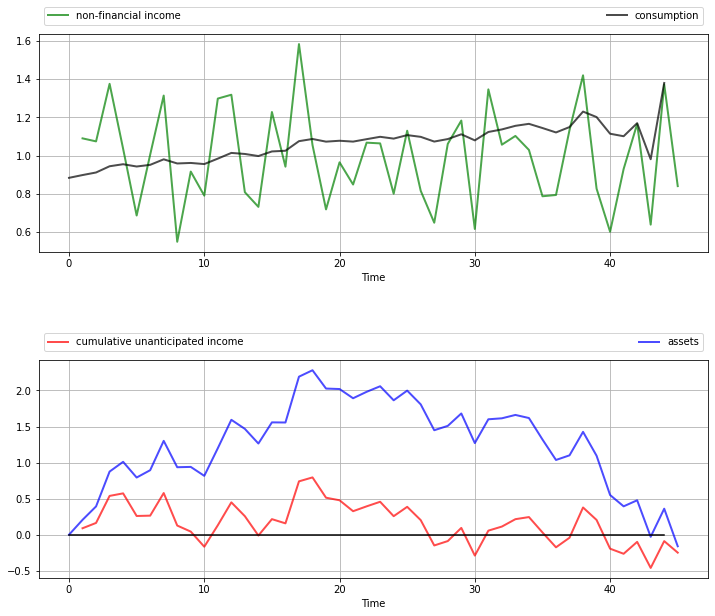 non-financial income consumption
1.6
1.4
1.2
1.0
0.8
0.6
0 10 20 30 40
Time
cumulative unanticipated income assets
2.0
1.5
1.0
0.5
0.0
−0.5
0 10 20 30 40
Time